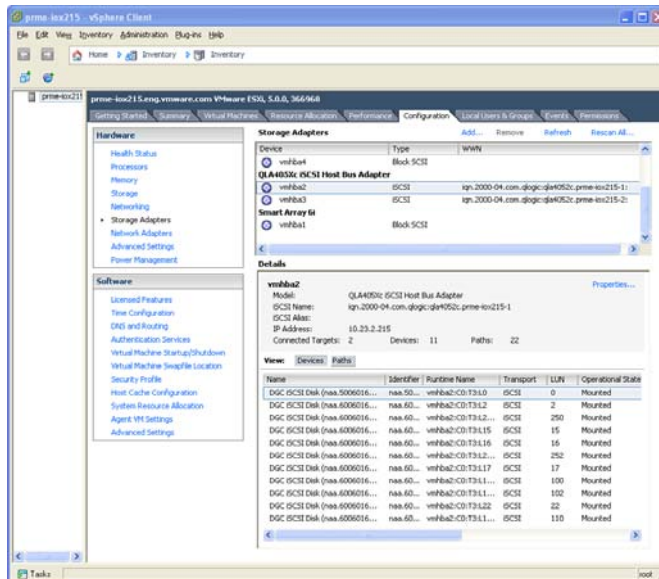 prme-iox215 - vSphere Client
File Edit View Inventory Administration Plug-ins Help
Home Inventory Inventory
prme-iox21
prme-iox215.eng.vmware.com VMware ESXi, 5.0.0, 366968
Getting Started Summary Virtual Machines Resource Allocation Performance Configuration Local Users & Groups Events Permissions
Hardware
Health Status
Processors
Memory
Storage
Networking
Storage Adapters
Network Adapters
Advanced Settings
Power Management
Software
Licensed Features
Time Configuration
DNS and Routing
Authentication Services
Virtual Machine Startup/Shutdown
Virtual Machine Swapfile Location
Security Profile
Host Cache Configuration
System Resource Allocation
Agent VM Settings
Advanced Settings
Storage Adapters Add... Remove Refresh Rescan All...
Device Type WWN
vmhba4 Block SCSI
QLA405Xc iSCSI Host Bus Adapter
vmhba2 iSCSI iqn.2000-04.com.qlogic:qla4052c.prme-iox215-1:
vmhba3 iSCSI iqn.2000-04.com.qlogic:qla4052c.prme-iox215-2:
Smart Array 6i
vmhba1 Block SCSI
Details
vmhba2 Properties...
Model: QLA405Xc iSCSI Host Bus Adapter
iSCSI Name: iqn.2000-04.com.qlogic:qla4052c.prme-iox215-1
iSCSI Alias:
IP Address: 10.23.2.215
Connected Targets: 2 Devices: 11 Paths: 22
View: Devices Paths
Name Identifier Runtime Name Transport LUN Operational State
DGC iSCSI Disk (naa.5006016... naa.50... vmhba2:C0:T3:L0 iSCSI 0 Mounted
DGC iSCSI Disk (naa.6006016... naa.60... vmhba2:C0:T3:L2 iSCSI 2 Mounted
DGC iSCSI Disk (naa.6006016... naa.60... vmhba2:C0:T3:L2... iSCSI 250 Mounted
DGC iSCSI Disk (naa.6006016... naa.60... vmhba2:C0:T3:L15 iSCSI 15 Mounted
DGC iSCSI Disk (naa.6006016... naa.60... vmhba2:C0:T3:L16 iSCSI 16 Mounted
DGC iSCSI Disk (naa.6006016... naa.60... vmhba2:C0:T3:L2... iSCSI 252 Mounted
DGC iSCSI Disk (naa.6006016... naa.60... vmhba2:C0:T3:L17 iSCSI 17 Mounted
DGC iSCSI Disk (naa.6006016... naa.60... vmhba2:C0:T3:L1... iSCSI 100 Mounted
DGC iSCSI Disk (naa.6006016... naa.60... vmhba2:C0:T3:L1... iSCSI 102 Mounted
DGC iSCSI Disk (naa.6006016... naa.60... vmhba2:C0:T3:L22 iSCSI 22 Mounted
DGC iSCSI Disk (naa.6006016... naa.60... vmhba2:C0:T3:L1... iSCSI 110 Mounted
Tasks root